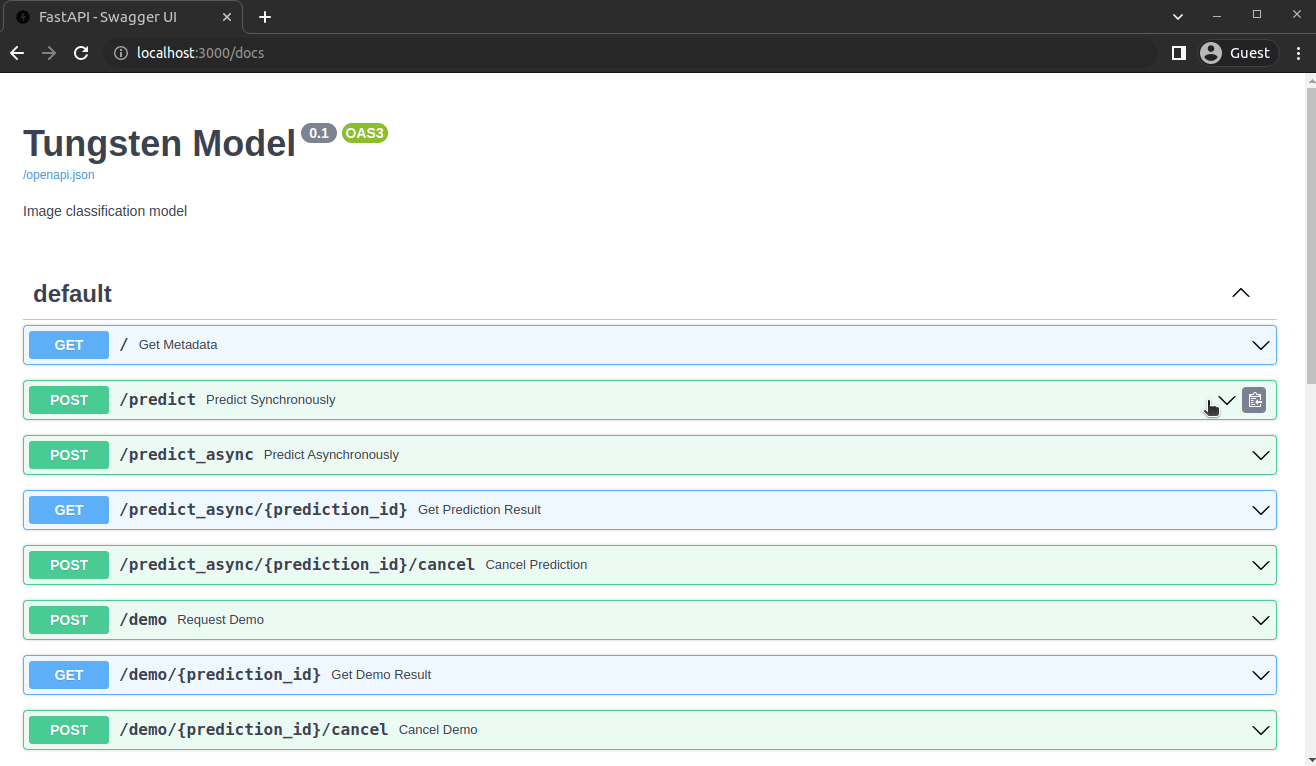 FastAPI - Swagger UI
localhost:3000/docs
Guest
Tungsten Model 0.1 OAS3
/openapi.json
Image classification model
default
GET / Get Metadata
POST /predict Predict Synchronously
POST /predict_async Predict Asynchronously
GET /predict_async/{prediction_id} Get Prediction Result
POST /predict_async/{prediction_id}/cancel Cancel Prediction
POST /demo Request Demo
GET /demo/{prediction_id} Get Demo Result
POST /demo/{prediction_id}/cancel Cancel Demo